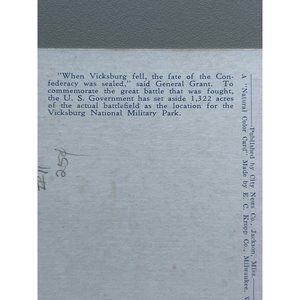 "When Vicksburg fell, the fate of the Con-
federacy was sealed," said General Grant. To
commemorate the great battle that was fought,
the U. S. Government has set aside 1,322 acres
of the actual battlefield as the location for the
Vicksburg National Military Park.
25¢
Published by City News Co., Jackson, Miss.
A "Natural Color Card" Made by E. C. Kropp Co., Milwaukee,